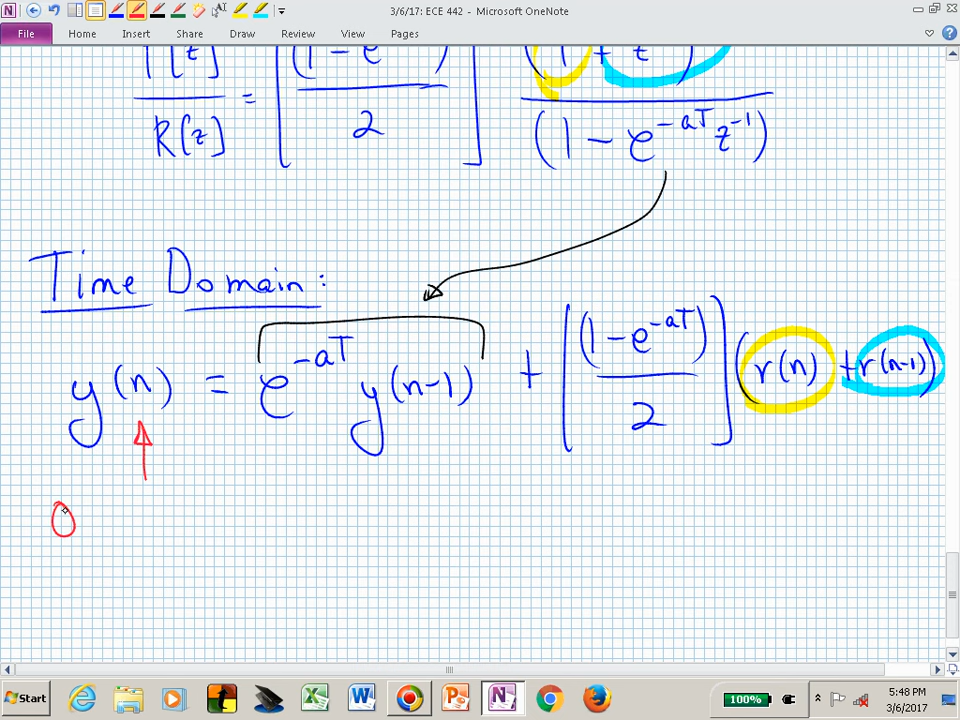 3/6/17: ECE 442 - Microsoft OneNote
File Home Insert Share Draw Review Pages View
R[z] = [ 2 ] (1 - e^-aT z^-1)
Time Domain:
y(n) = e^-aT y(n-1) + [(1-e^-aT)/2] (r(n) + r(n-1))
0
Start
100%
5:48 PM
3/6/2017